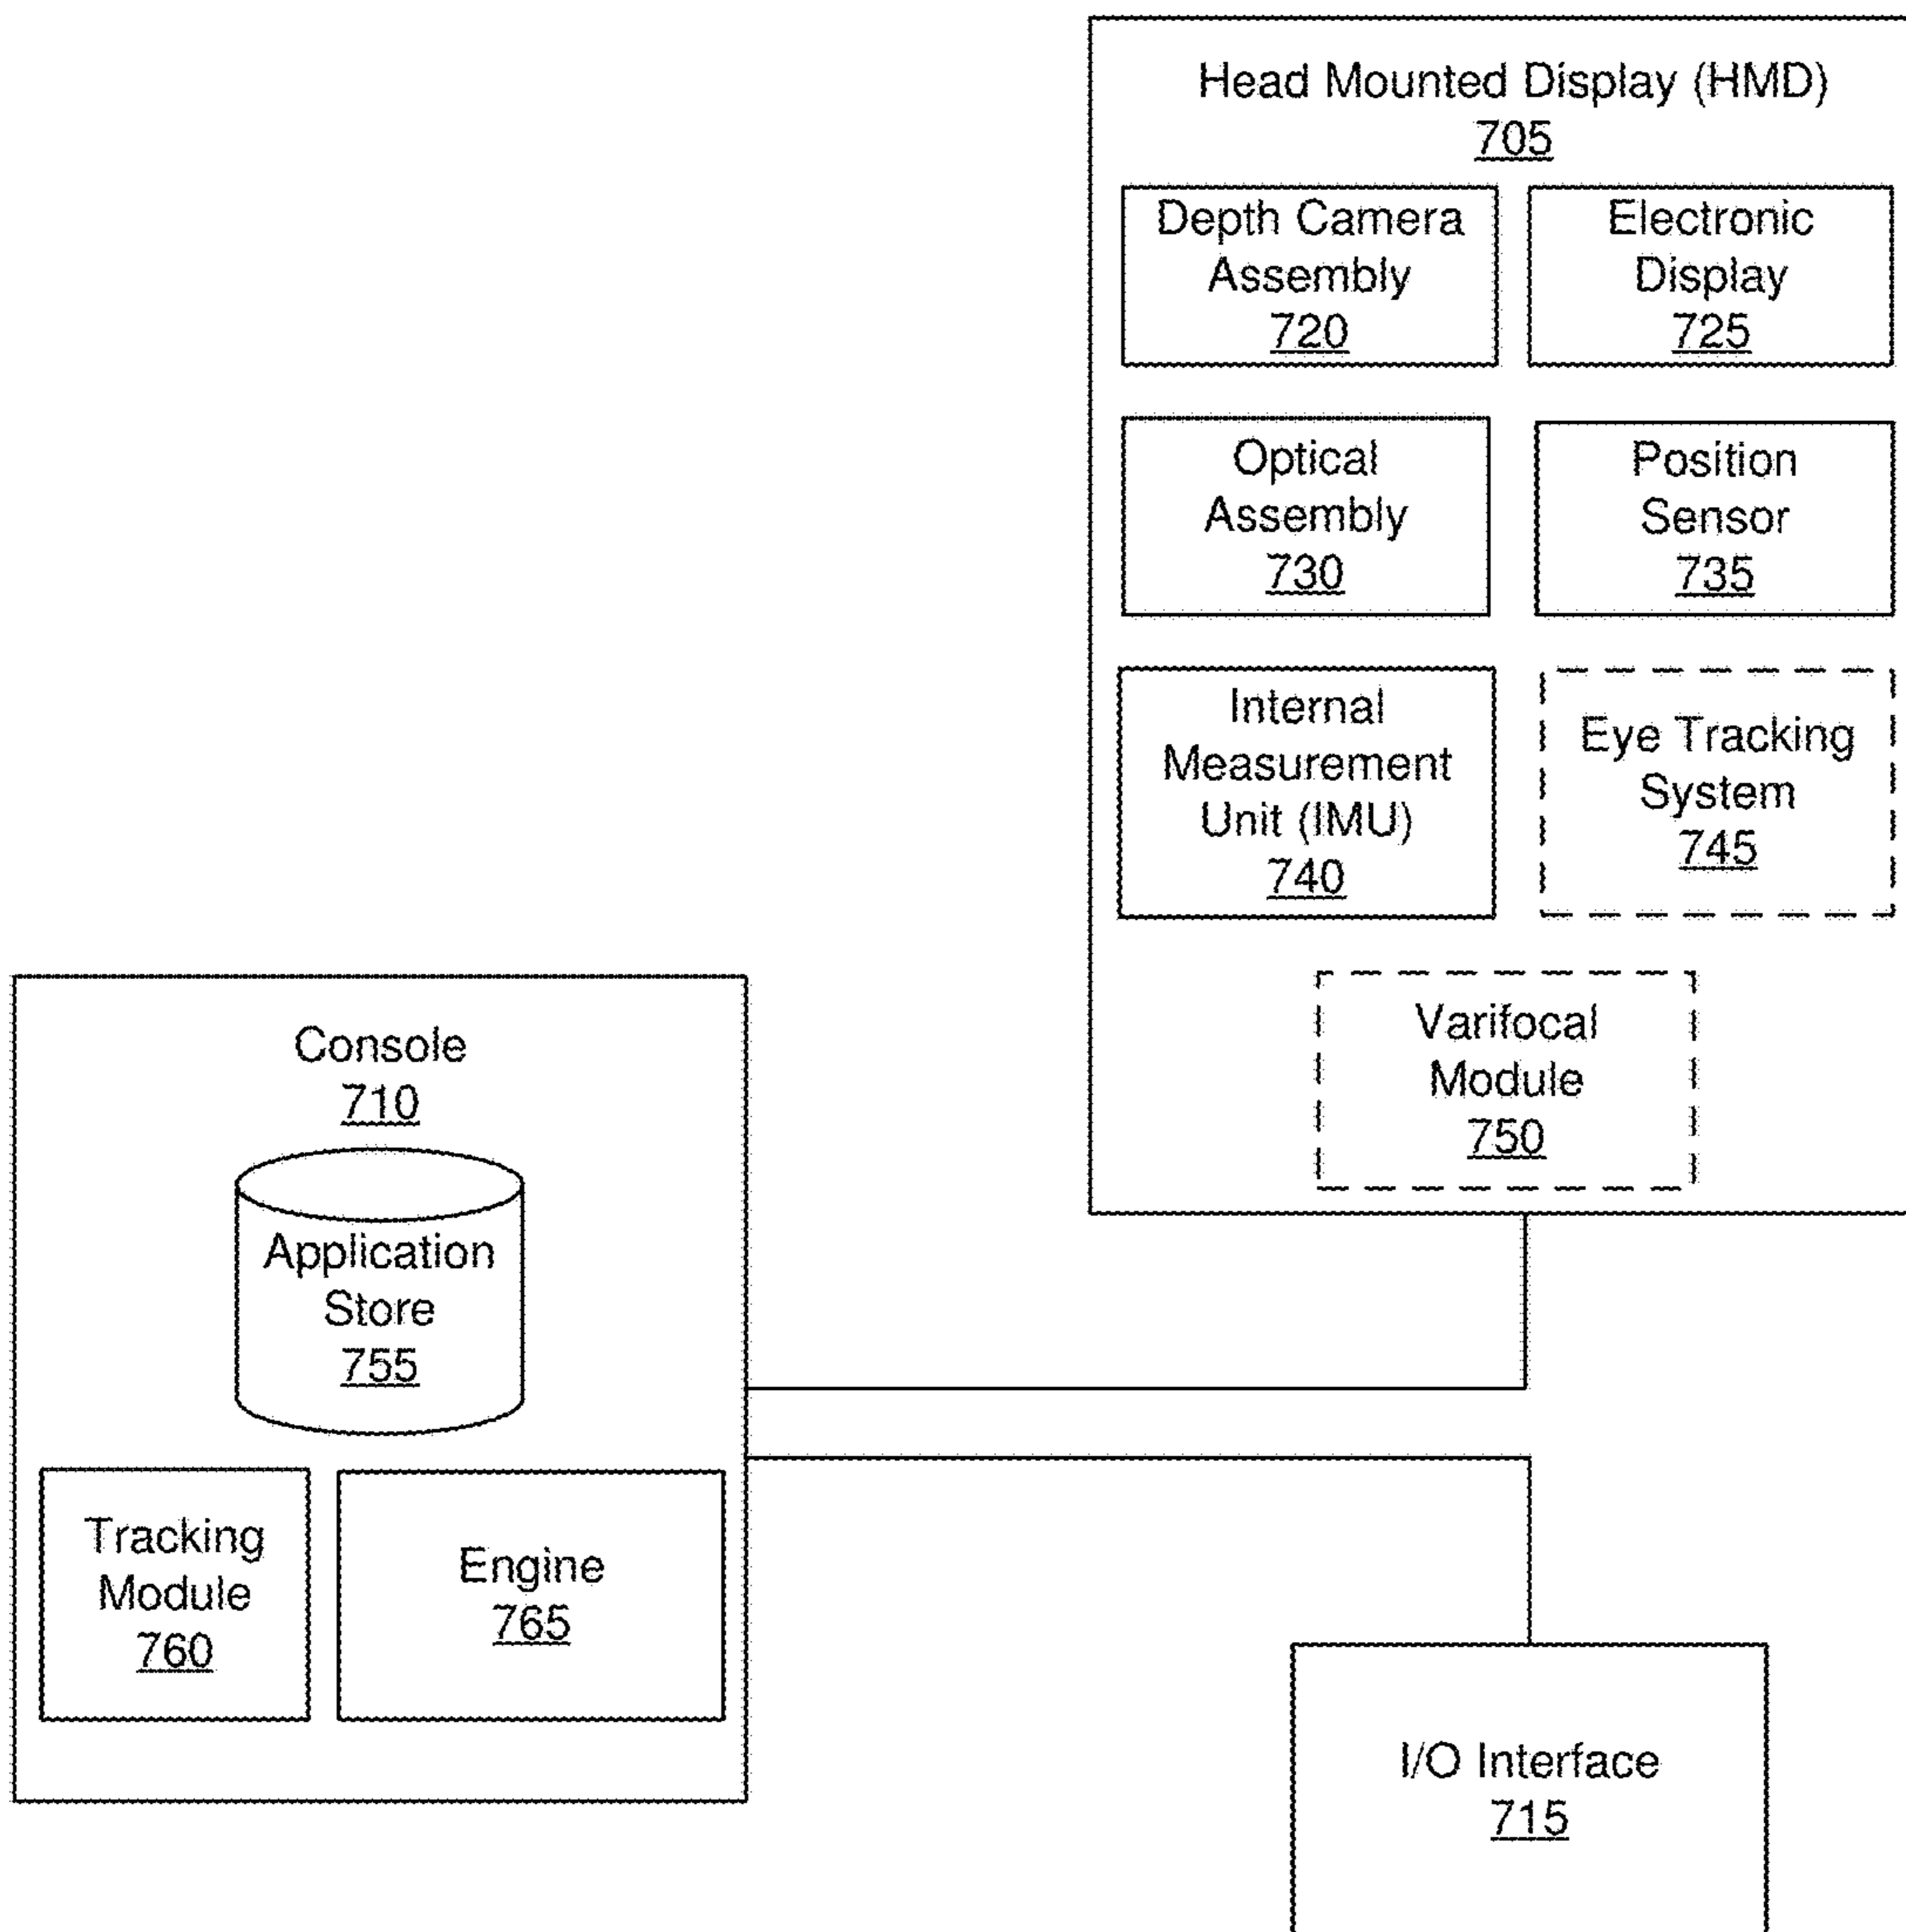 Head Mounted Display (HMD)
705
Depth Camera
Assembly
720
Electronic
Display
725
Optical
Assembly
730
Position
Sensor
735
Internal
Measurement
Unit (IMU)
740
Eye Tracking
System
745
Varifocal
Module
750
Console
710
Application
Store
755
Tracking
Module
760
Engine
765
I/O Interface
715